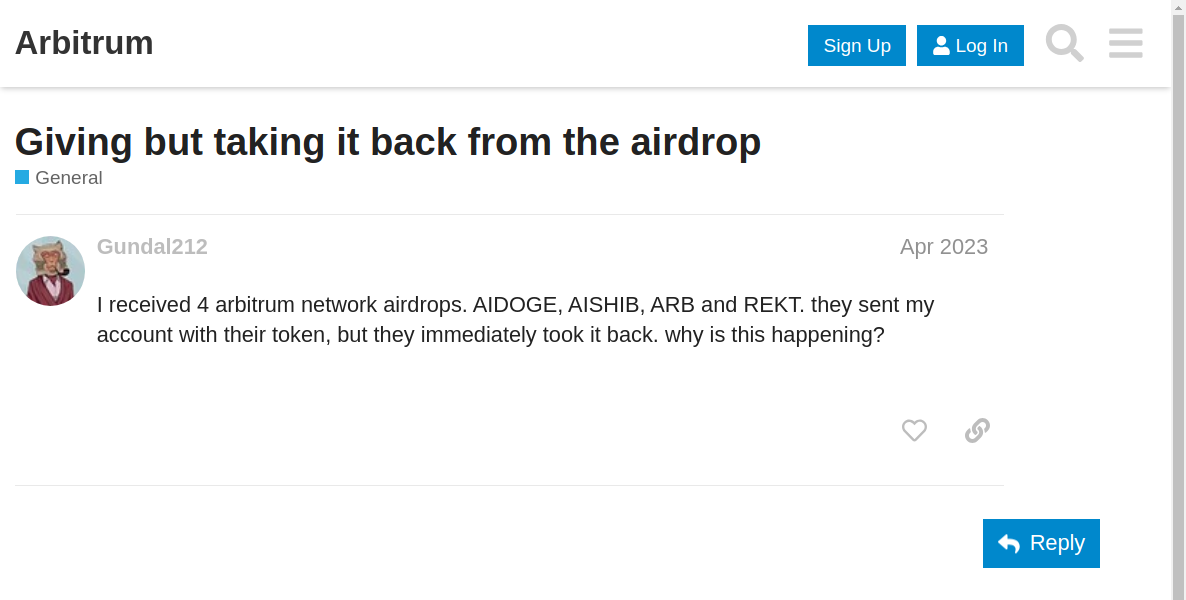 Arbitrum
Sign Up
Log In
Giving but taking it back from the airdrop
General
Gundal212
Apr 2023
I received 4 arbitrum network airdrops. AIDOGE, AISHIB, ARB and REKT. they sent my
account with their token, but they immediately took it back. why is this happening?
Reply